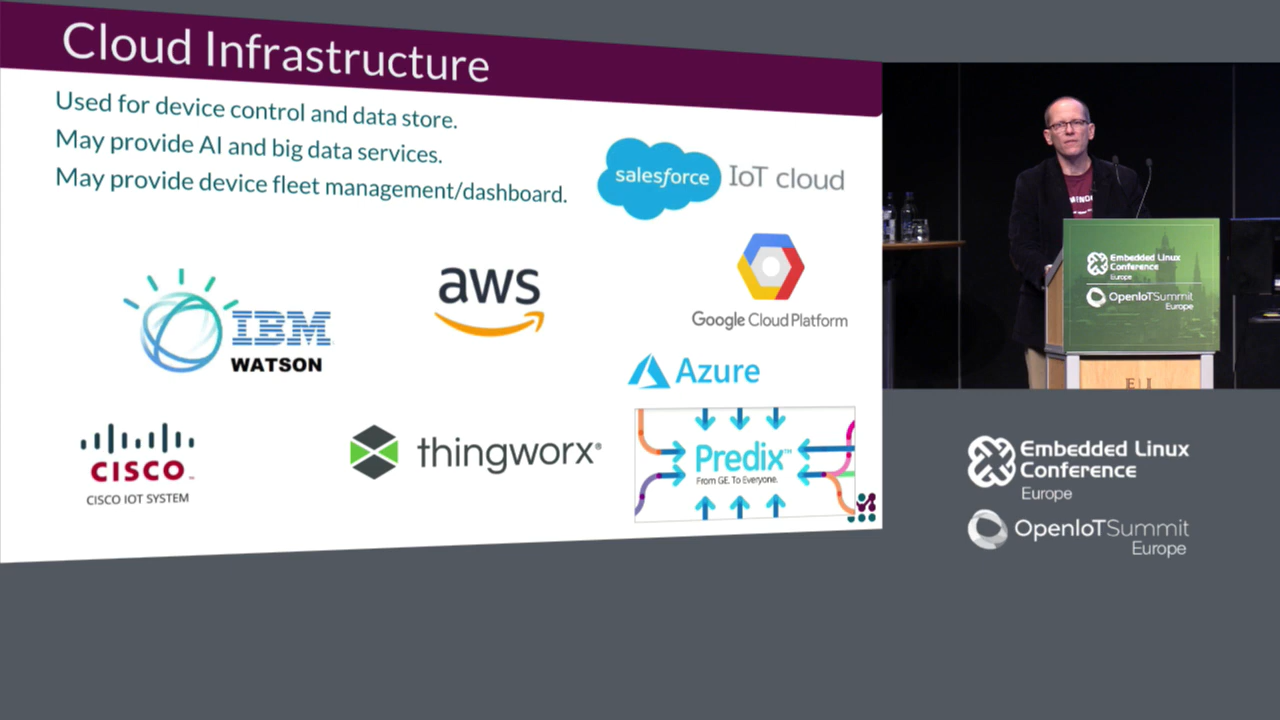 Cloud Infrastructure
Used for device control and data store.
May provide AI and big data services.
May provide device fleet management/dashboard.
salesforce IoT cloud
IBM
WATSON
aws
Google Cloud Platform
Azure
CISCO
CISCO IOT SYSTEM
thingworx®
Predix™
From GE. To Everyone.
Embedded Linux
Conference
Europe
OpenIoTSummit
Europe
Embedded Linux
Conference
Europe
OpenIoTSummit
Europe